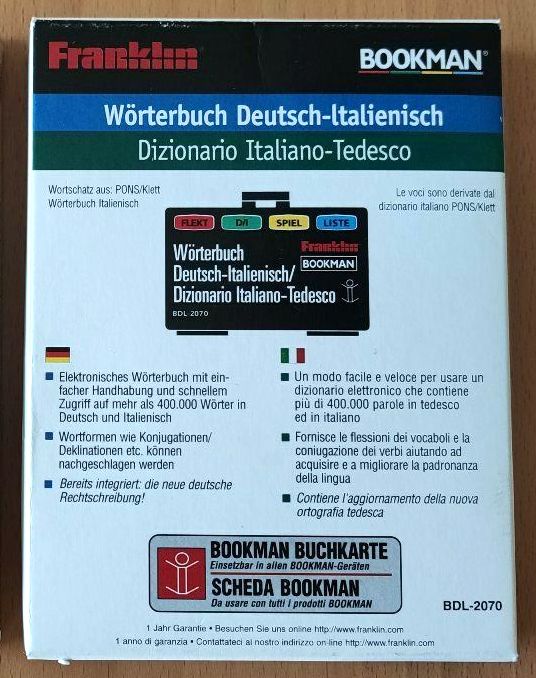 Franklin
BOOKMAN®
Wörterbuch Deutsch-Italienisch
Dizionario Italiano-Tedesco
Wortschatz aus: PONS/Klett
Wörterbuch Italienisch
Le voci sono derivate dal
dizionario italiano PONS/Klett
FLEKT D/I SPIEL LISTE
Wörterbuch
Deutsch-Italienisch/
Dizionario Italiano-Tedesco
BDL 2070
Franklin
BOOKMAN
Elektronisches Wörterbuch mit ein-
facher Handhabung und schnellem
Zugriff auf mehr als 400.000 Wörter in
Deutsch und Italienisch
Wortformen wie Konjugationen/
Deklinationen etc. können
nachgeschlagen werden
Bereits integriert: die neue deutsche
Rechtschreibung!
Un modo facile e veloce per usare un
dizionario elettronico che contiene
più di 400.000 parole in tedesco
ed in italiano
Fornisce le flessioni dei vocaboli e la
coniugazione dei verbi aiutando ad
acquisire e a migliorare la padronanza
della lingua
Contiene l'aggiornamento della nuova
ortografia tedesca
BOOKMAN BUCHKARTE
Einsetzbar in allen BOOKMAN-Geräten
SCHEDA BOOKMAN
Da usare con tutti i prodotti BOOKMAN
BDL-2070
1 Jahr Garantie • Besuchen Sie uns online http://www.franklin.com/
1 anno di garanzia • Contattateci al nostro indirizzo on-line http://www.franklin.com/